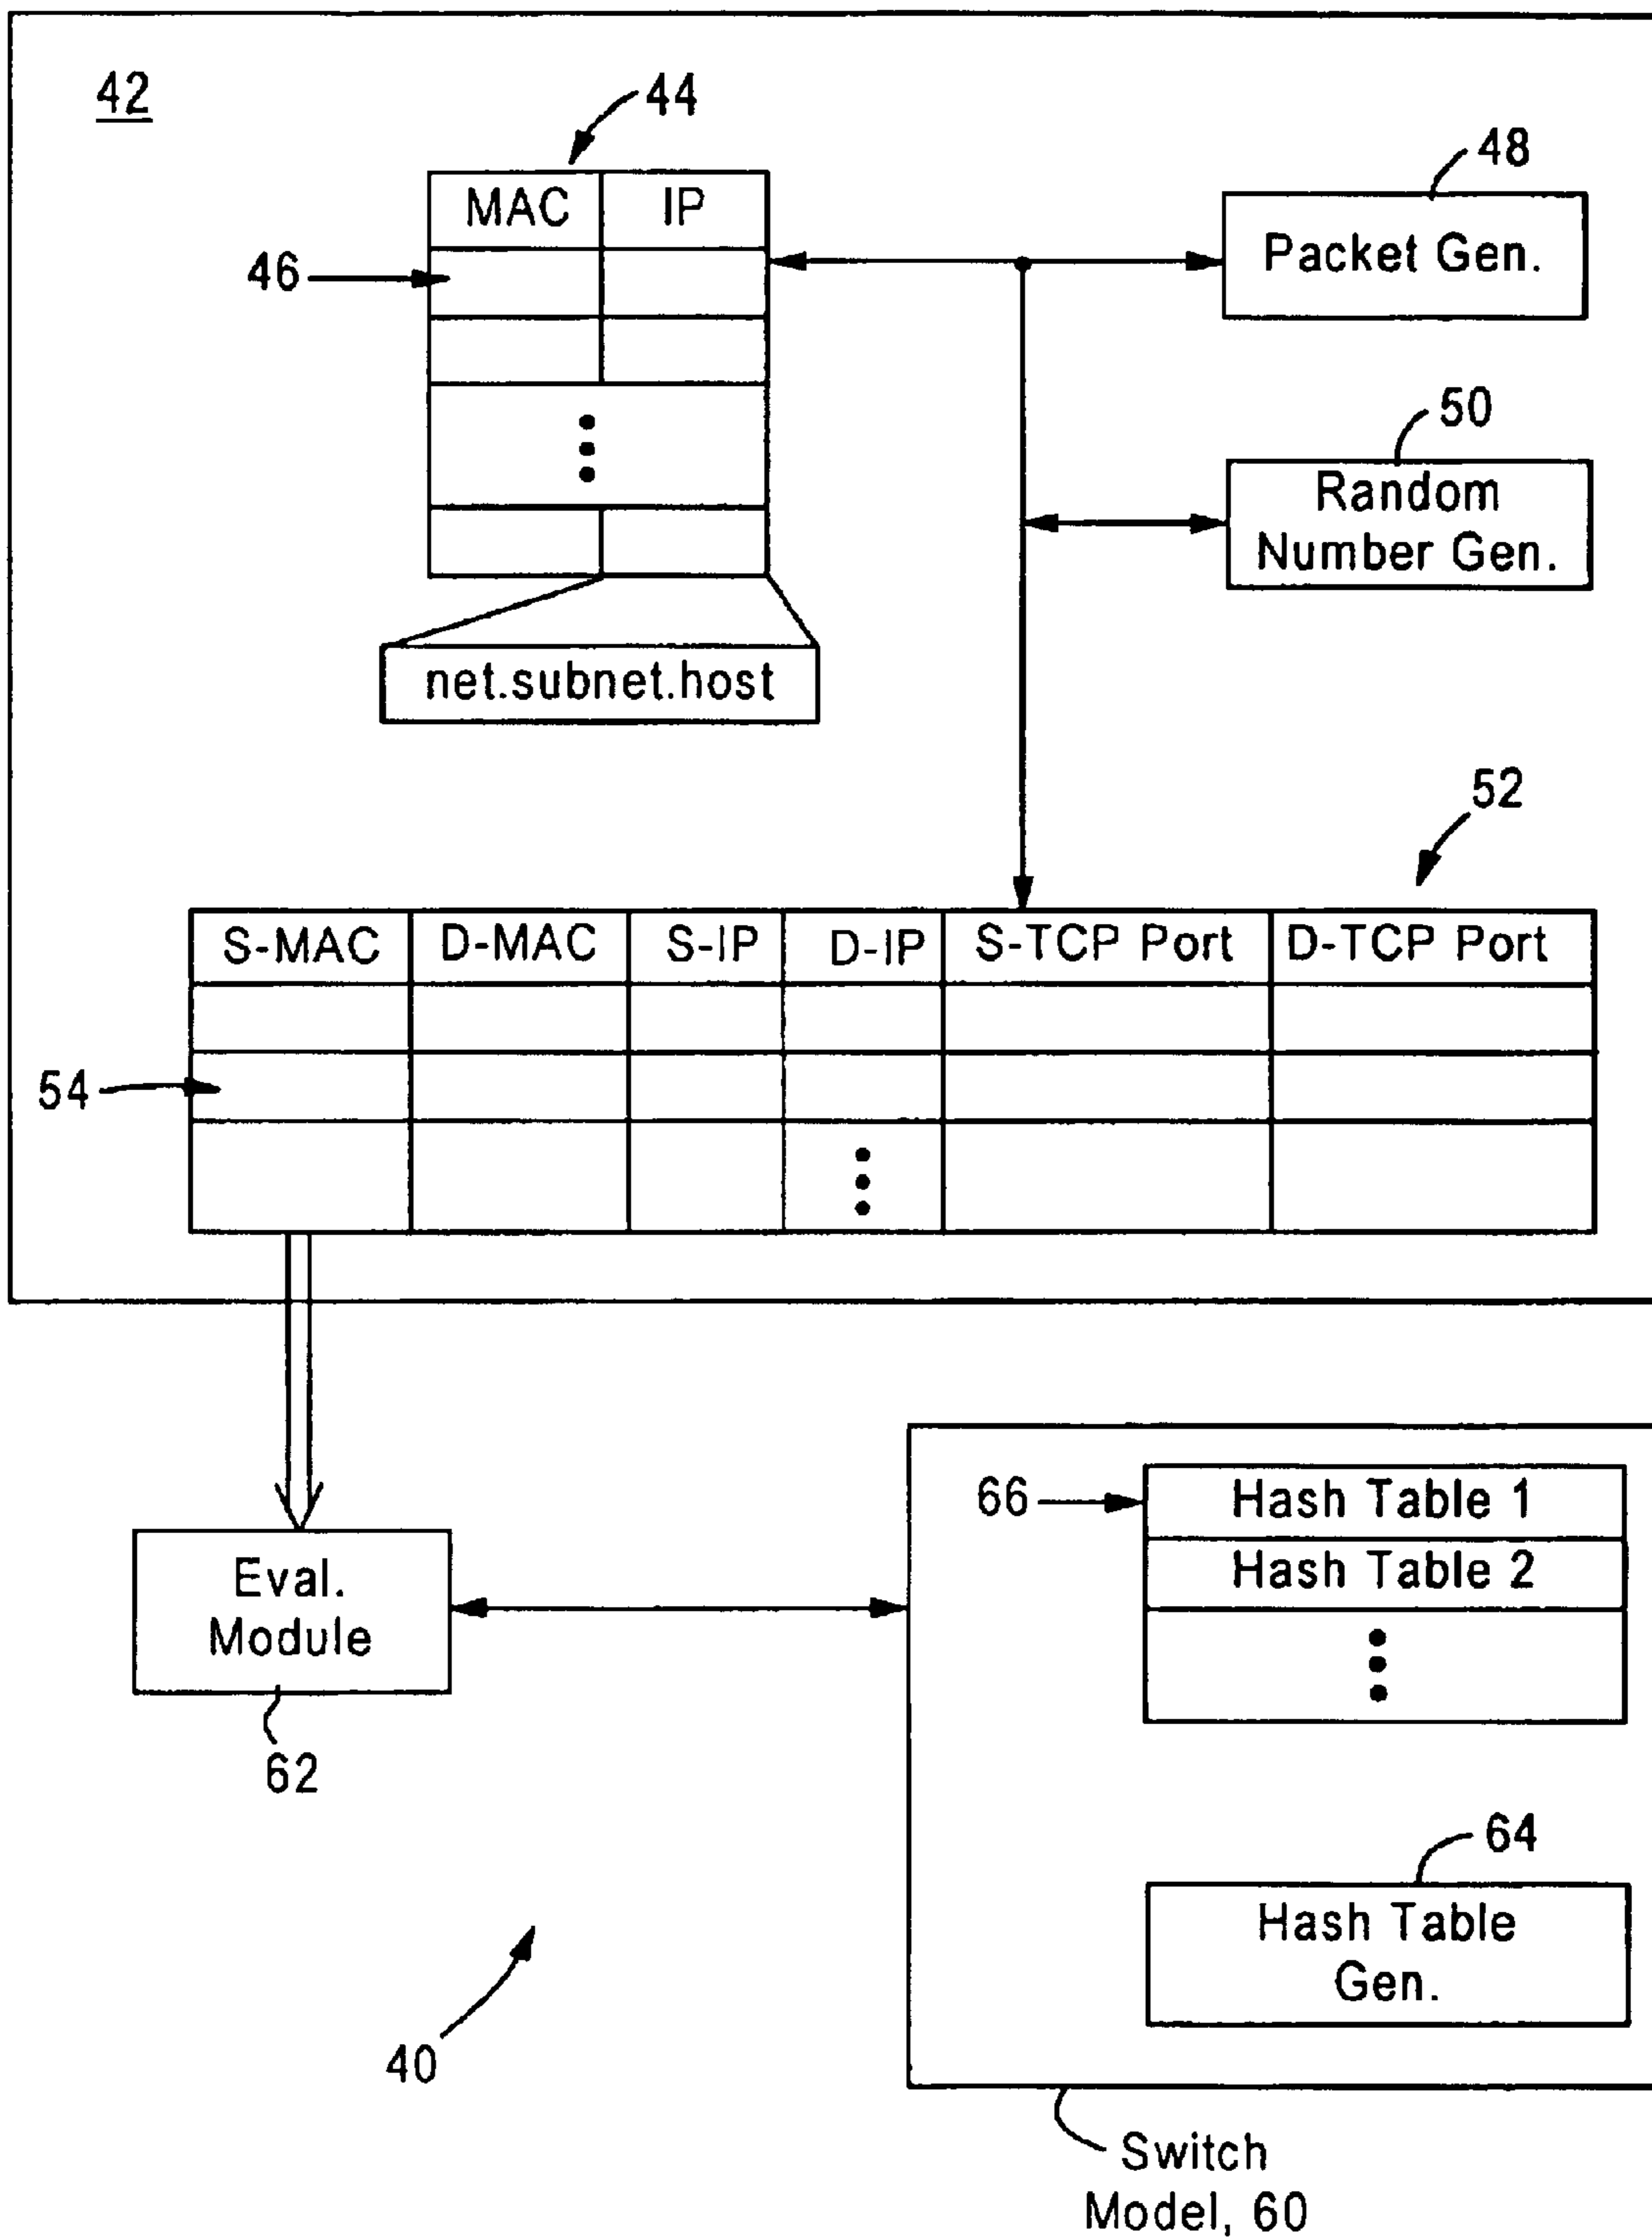 42
44
48
MAC IP
Packet Gen.
46
50
Random
Number Gen.
net.subnet.host
52
S-MAC D-MAC S-IP D-IP S-TCP Port D-TCP Port
54
66
Hash Table 1
Hash Table 2
Eval.
Module
62
64
Hash Table
Gen.
40
Switch
Model, 60